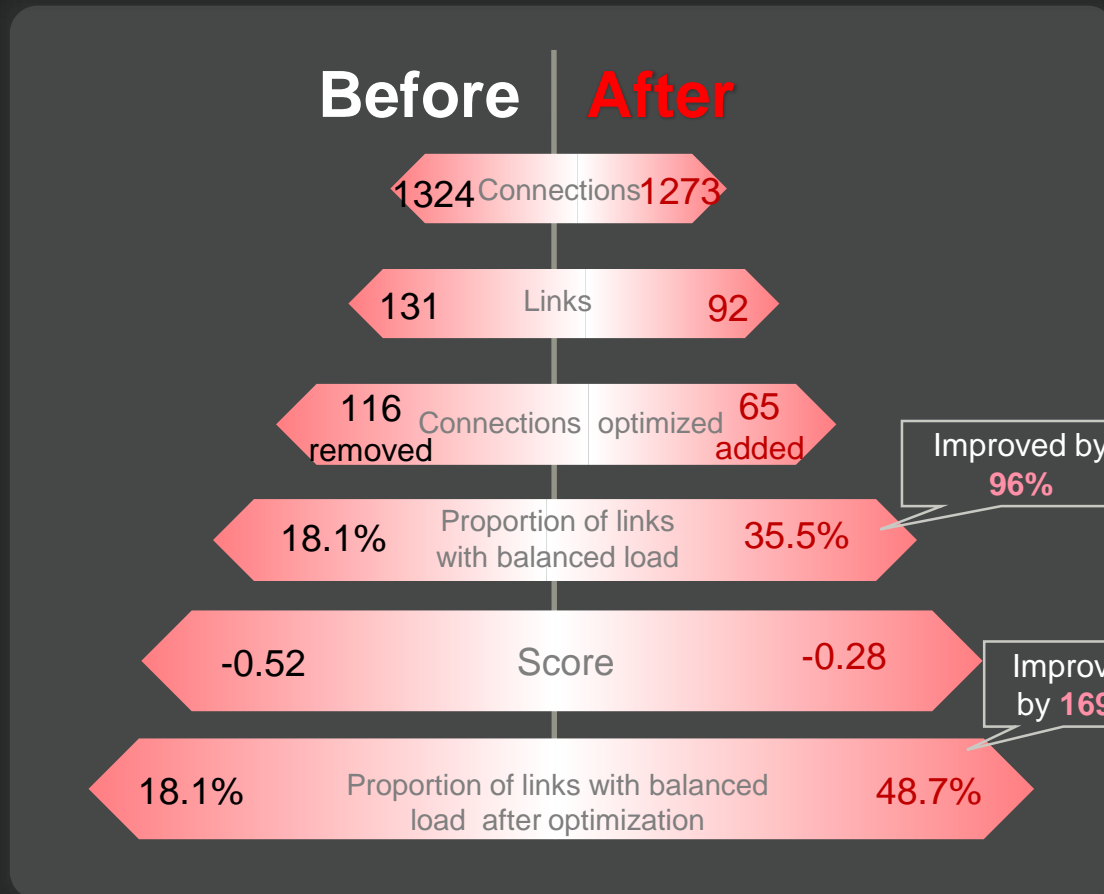 Before After
1324 Connections 1273
131 Links 92
116 removed Connections optimized 65 added
Improved by
96%
18.1% Proportion of links 35.5%
with balanced load
-0.52 Score -0.28
by
18.1% Proportion of links with balanced 48.7%
load after optimization